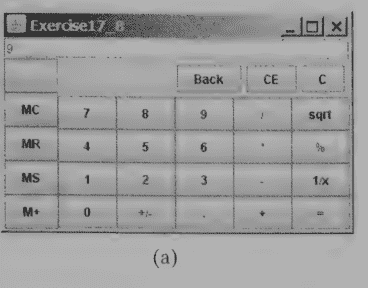 Exercise17_8
9
Back CE C
MC 7 8 9 / sqrt
MR 4 5 6 * %
MS 1 2 3 - 1/x
M+ 0 +/- . + =
(a)